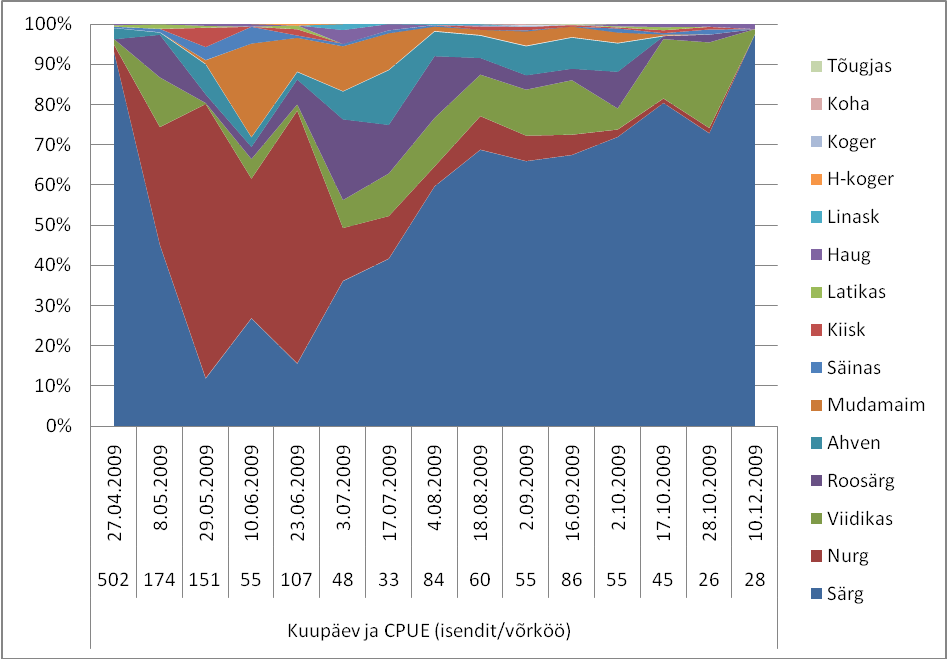 100%
90%
80%
70%
60%
50%
40%
30%
20%
10%
0%
27.04.2009
8.05.2009
29.05.2009
10.06.2009
23.06.2009
3.07.2009
17.07.2009
4.08.2009
18.08.2009
2.09.2009
16.09.2009
2.10.2009
17.10.2009
28.10.2009
10.12.2009
502 174 151 55 107 48 33 84 60 55 86 55 45 26 28
Kuupäev ja CPUE (isendit/võrköö)
Tõugjas
Koha
Koger
H-koger
Linask
Haug
Latikas
Kiisk
Säinas
Mudamaim
Ahven
Roosärg
Viidikas
Nurg
Särg